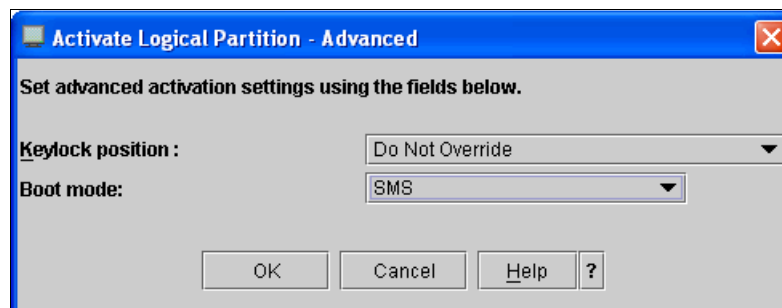 Activate Logical Partition - Advanced
Set advanced activation settings using the fields below.
Keylock position : Do Not Override
Boot mode: SMS
OK Cancel Help ?